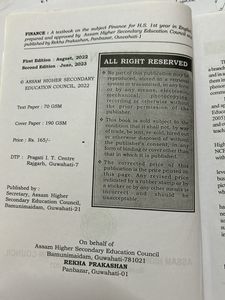 FINANCE : A textbook on the subject Finance for H.S. 1st year in
prepared and approved by Assam Higher Secondary Education Council
published by Rekha Prakashan, Panbazar, Guwahati-1
First Edition : August, 2022
Second Edition : June, 2023
© ASSAM HIGHER SECONDARY
EDUCATION COUNCIL, 2022
Text Paper : 70 GSM
Cover Paper : 190 GSM
Price : Rs. 165/-
DTP : Pragati I. T. Centre
Rajgarh, Guwahati-7
Published by :
Secretary, Assam Higher
Secondary Education Council,
Bamunimaidam, Guwahati-21
ALL RIGHT RESERVED
No part of this publication may be
reproduced, stored in a retrieval
system or transmitted, in any form
or by any means, electronic,
mechanical, photocopying,
recording or otherwise without
the prior permission of the
publisher.
This book is sold subject to the
condition that it shall not, by way
of trade, be lent, re-sold, hired out
or otherwise disposed of without
the publisher's consent, in any
form of binding or cover other than
that in which it is published.
The corrected price of this
publication is the price printed on
this page. Any revised price
indicated by a rubber stamp or by
a sticker or by any other means is
incorrect and should be
unacceptable.
On behalf of
Assam Higher Secondary Education Council
Bamunimaidam, Guwahati-781021
REKHA PRAKASHAN
Panbazar, Guwahati-01